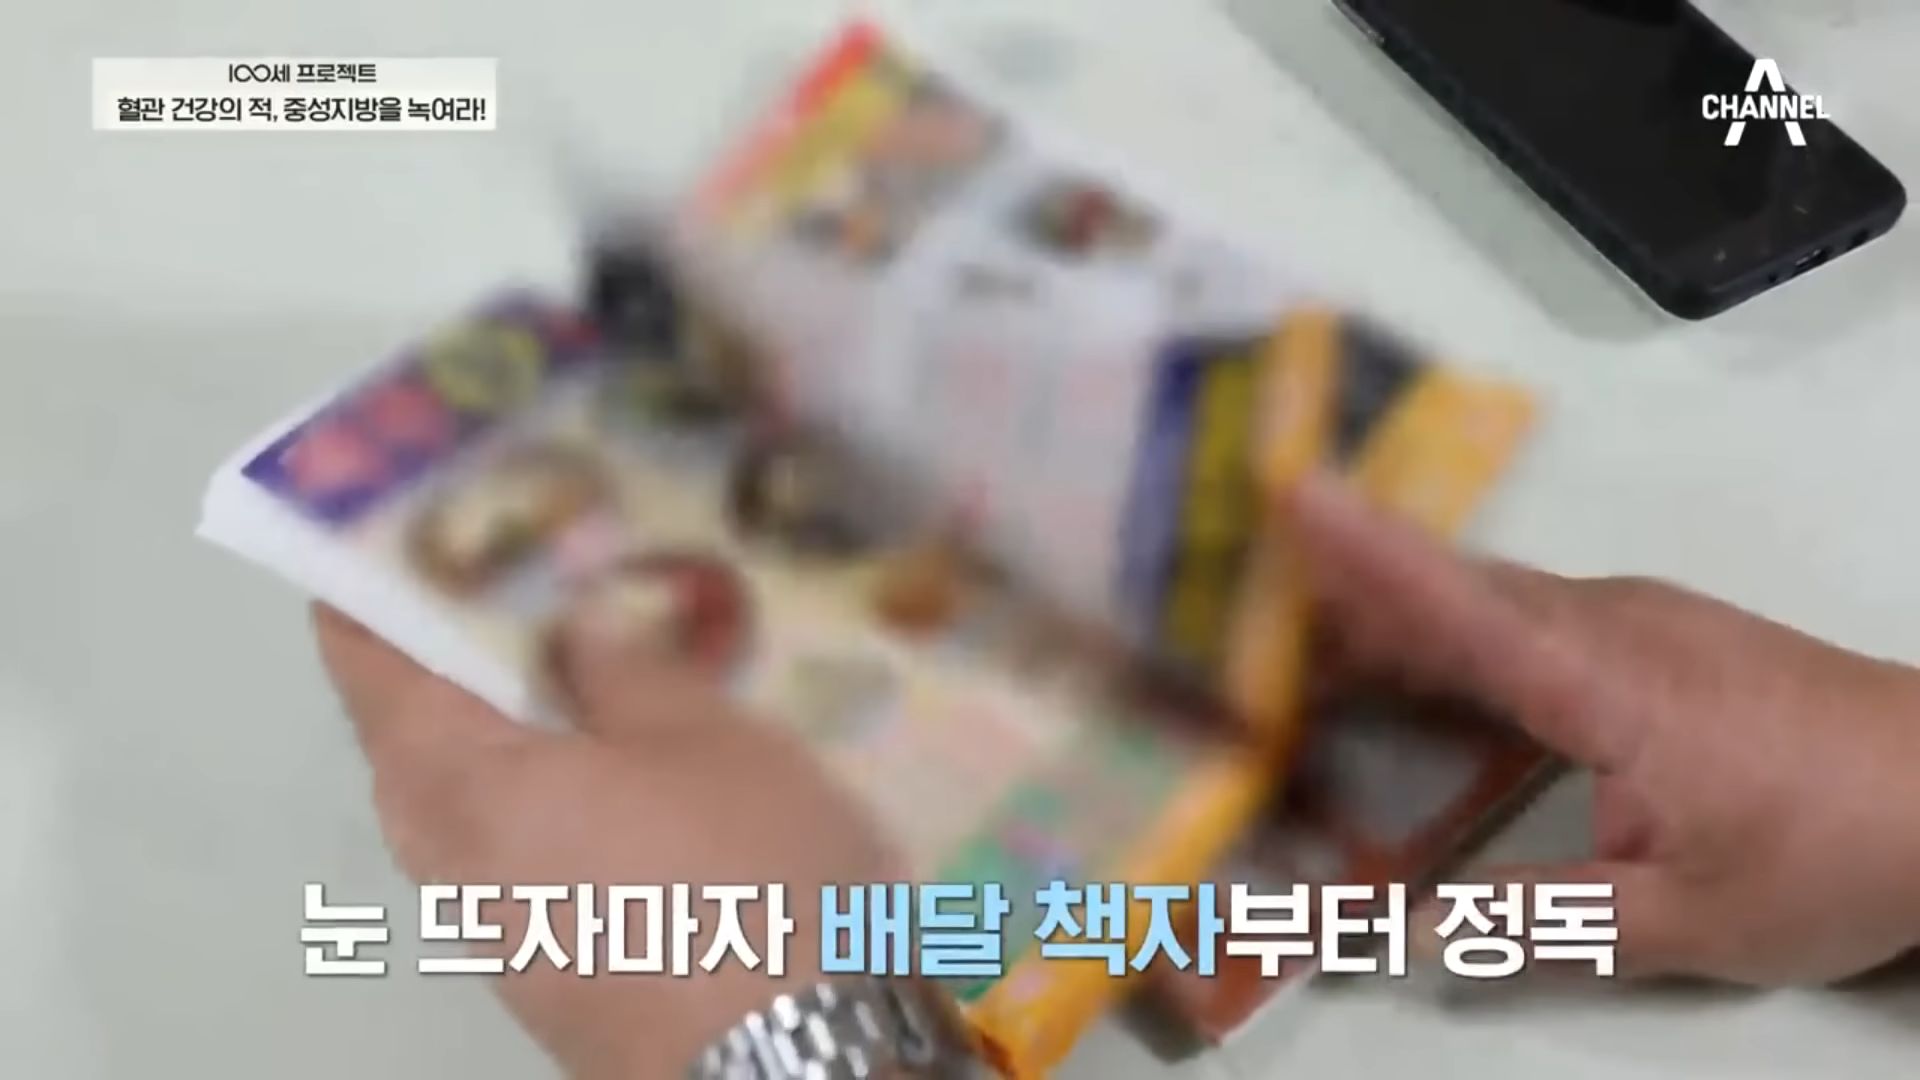 100세 프로젝트
혈관 건강의 적, 중성지방을 녹여라!
CHANNEL A
눈 뜨자마자 배달 책자부터 정독